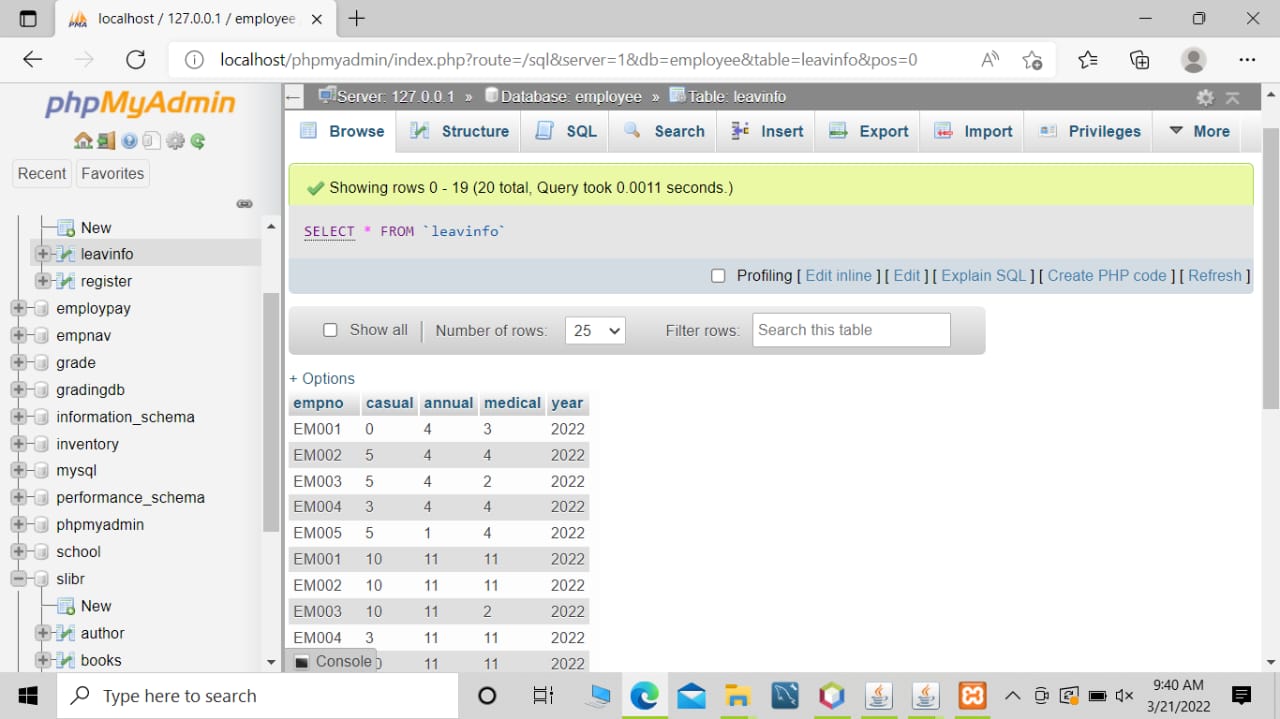 localhost / 127.0.0.1 / employee
localhost/phpmyadmin/index.php?route=/sql&server=1&db=employee&table=leavinfo&pos=0
phpMyAdmin
Recent Favorites
New
leavinfo
register
employpay
empnav
grade
gradingdb
information_schema
inventory
mysql
performance_schema
phpmyadmin
school
slibr
New
author
books
Server: 127.0.0.1 » Database: employee » Table: leavinfo
Browse Structure SQL Search Insert Export Import Privileges More
Showing rows 0 - 19 (20 total, Query took 0.0011 seconds.)
SELECT * FROM `leavinfo`
Profiling [ Edit inline ] [ Edit ] [ Explain SQL ] [ Create PHP code ] [ Refresh ]
Show all Number of rows: 25 Filter rows: Search this table
+ Options
empno casual annual medical year
EM001 0 4 3 2022
EM002 5 4 4 2022
EM003 5 4 2 2022
EM004 3 4 4 2022
EM005 5 1 4 2022
EM001 10 11 11 2022
EM002 10 11 11 2022
EM003 10 11 2 2022
EM004 3 11 11 2022
11 11 2022
Console
Type here to search
9:40 AM
3/21/2022